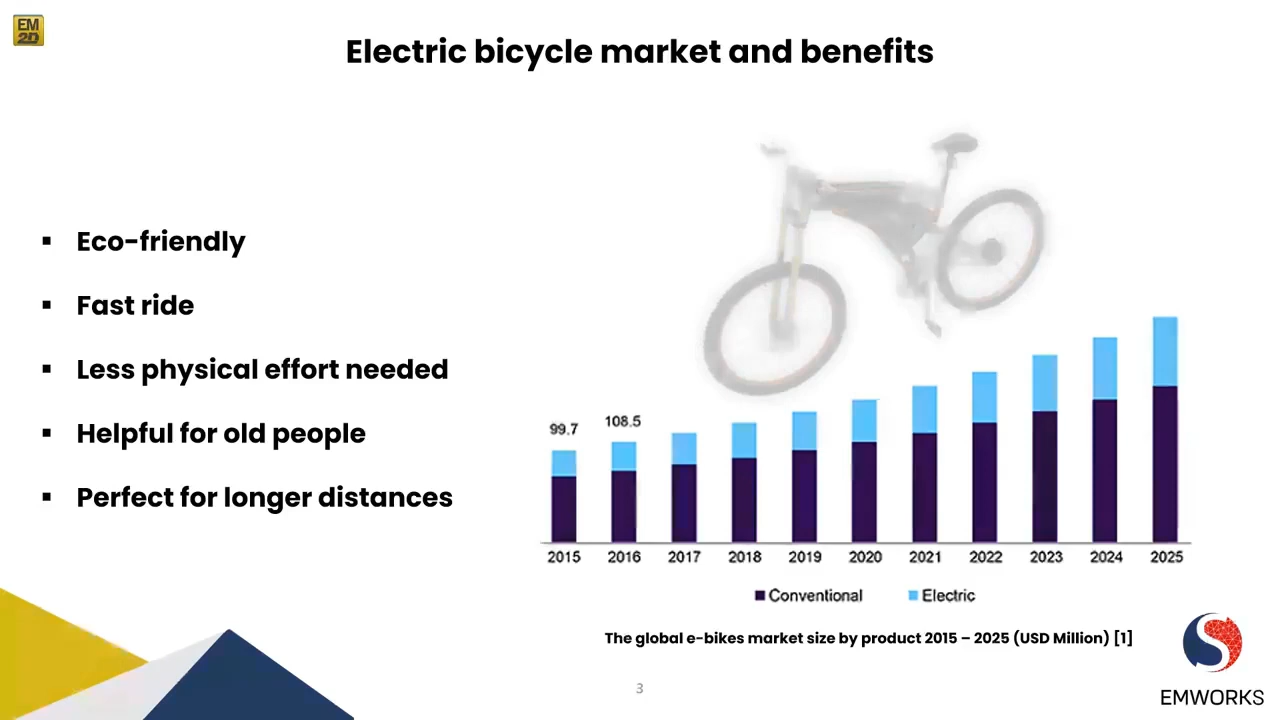 EM
2D
Electric bicycle market and benefits
▪ Eco-friendly
▪ Fast ride
▪ Less physical effort needed
▪ Helpful for old people
▪ Perfect for longer distances
99.7 108.5
2015 2016 2017 2018 2019 2020 2021 2022 2023 2024 2025
Conventional Electric
The global e-bikes market size by product 2015 – 2025 (USD Million) [1]
3
EMWORKS